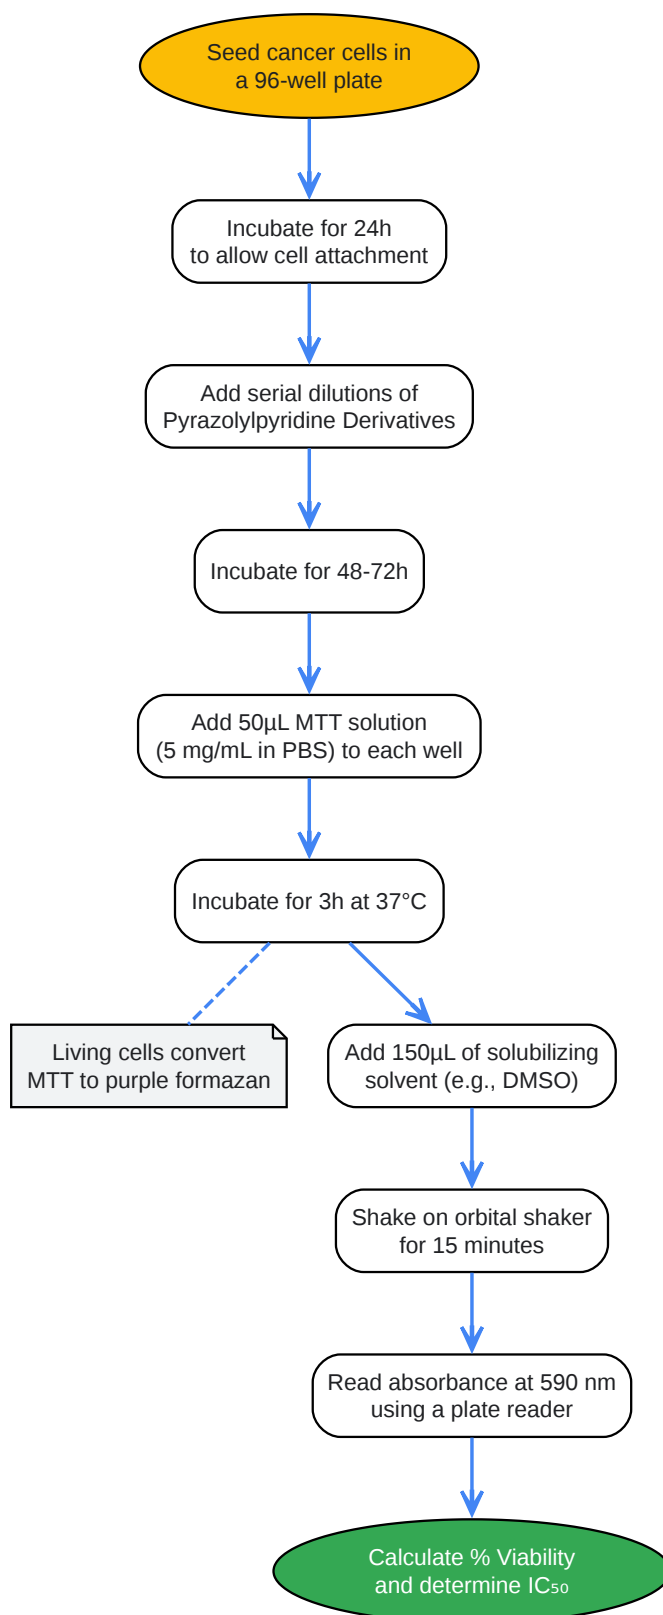 Seed cancer cells in
a 96-well plate
Incubate for 24h
to allow cell attachment
Add serial dilutions of
Pyrazolylpyridine Derivatives
Incubate for 48-72h
Add 50µL MTT solution
(5 mg/mL in PBS) to each well
Incubate for 3h at 37°C
Living cells convert
MTT to purple formazan
Add 150µL of solubilizing
solvent (e.g., DMSO)
Shake on orbital shaker
for 15 minutes
Read absorbance at 590 nm
using a plate reader
Calculate % Viability
and determine IC₅₀